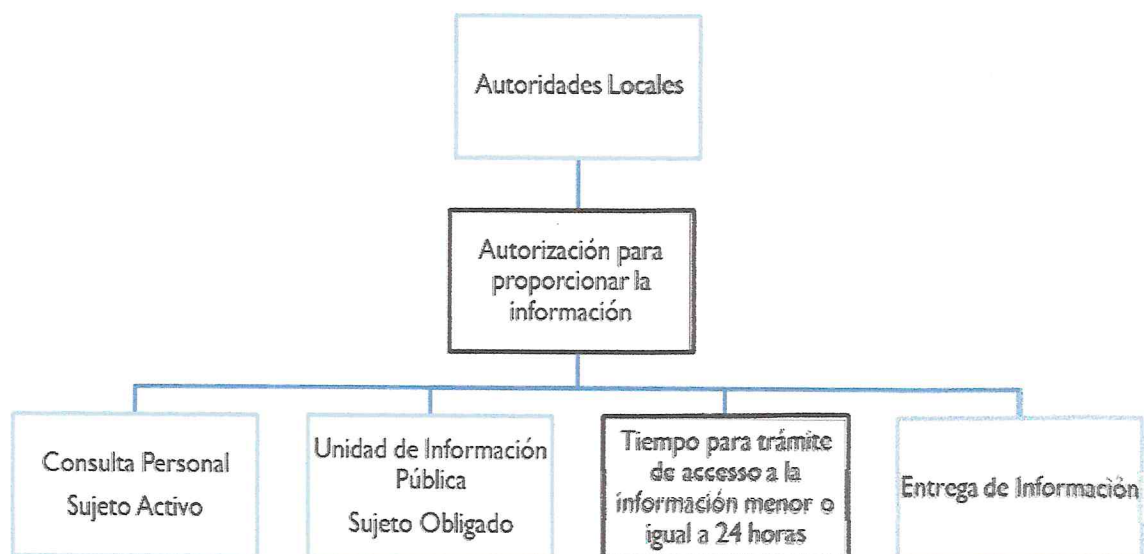 Autoridades Locales
Autorización para
proporcionar la
información
Consulta Personal
Sujeto Activo
Unidad de Información
Pública
Sujeto Obligado
Tiempo para trámite
de accesso a la
información menor o
igual a 24 horas
Entrega de Información